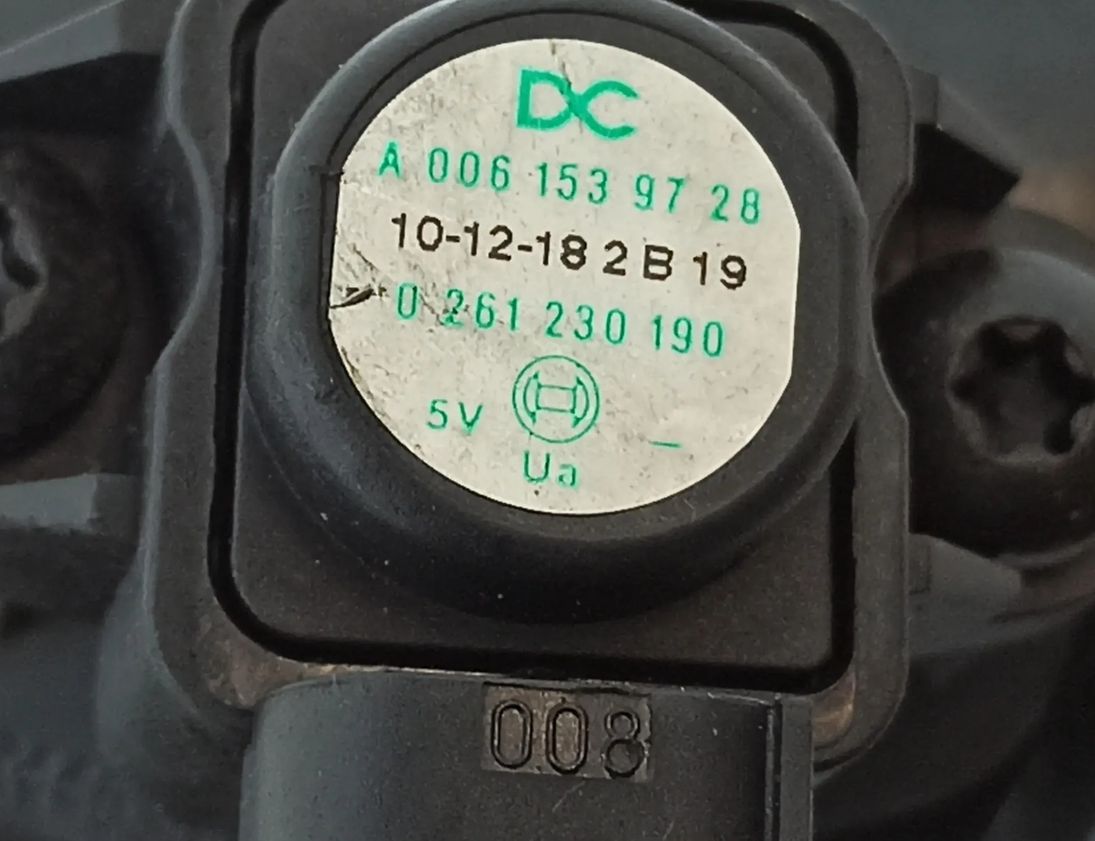 DC
A 006 153 97 28
10-12-18 2 B 19
0 261 230 190
5V –
Ua
008